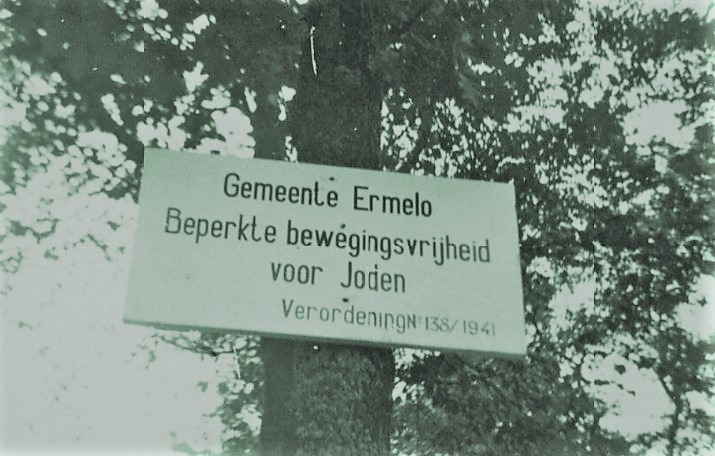 Gemeente Ermelo
Beperkte bewegingsvrijheid
voor Joden
Verordening No 138/1941